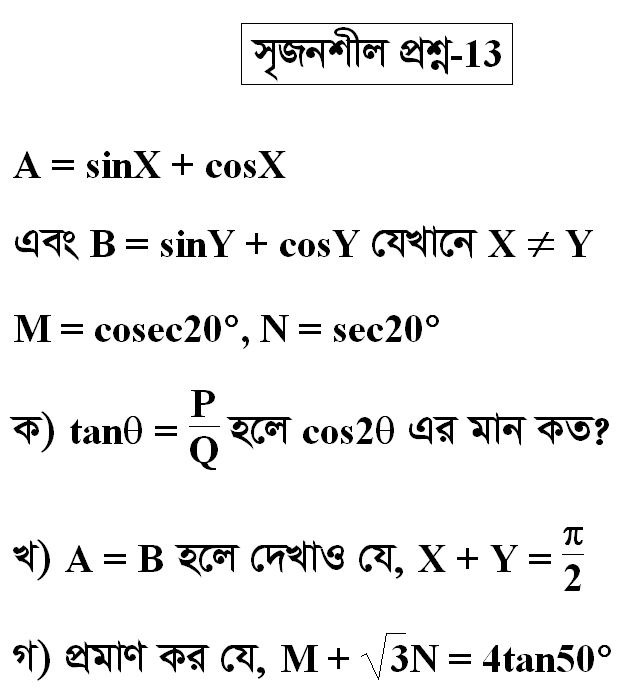 সৃজনশীল প্রশ্ন-13
A = sinX + cosX
এবং B = sinY + cosY যেখানে X ≠ Y
M = cosec20°, N = sec20°
ক) tanθ = P/Q হলে cos2θ এর মান কত?
খ) A = B হলে দেখাও যে, X + Y = π/2
গ) প্রমাণ কর যে, M + √3N = 4tan50°